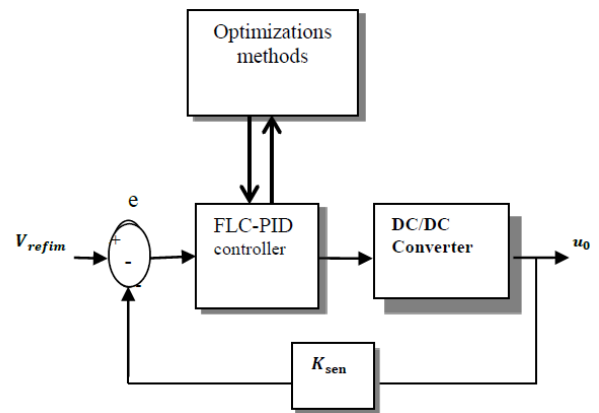 Optimizations
methods
e
FLC-PID
controller
DC/DC
Converter
V_refim
+
-
-
u_0
K_sen